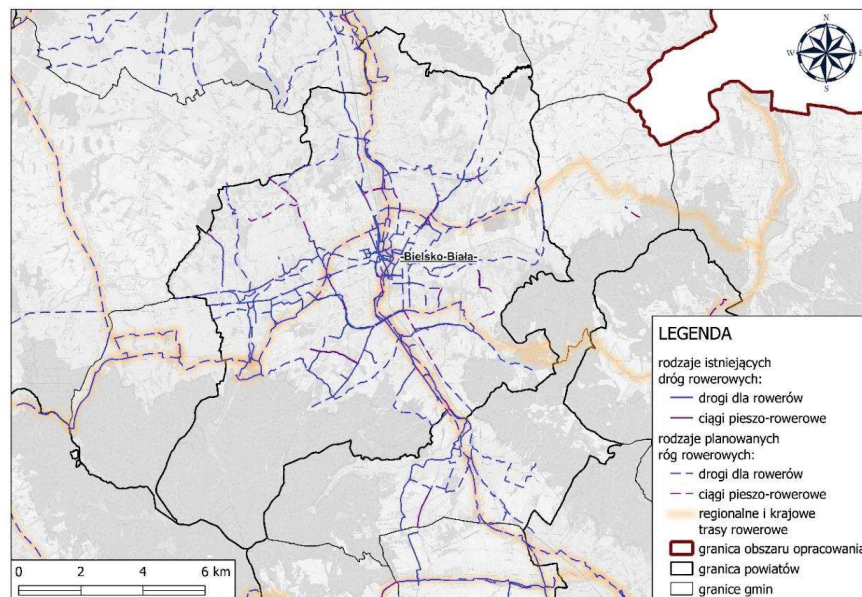 N
W E
S
-Bielsko-Biała-
LEGENDA
rodzaje istniejących
dróg rowerowych:
drogi dla rowerów
ciągi pieszo-rowerowe
rodzaje planowanych
róg rowerowych:
drogi dla rowerów
ciągi pieszo-rowerowe
regionalne i krajowe
trasy rowerowe
granica obszaru opracowania
granica powiatów
granice gmin
0 2 4 6 km